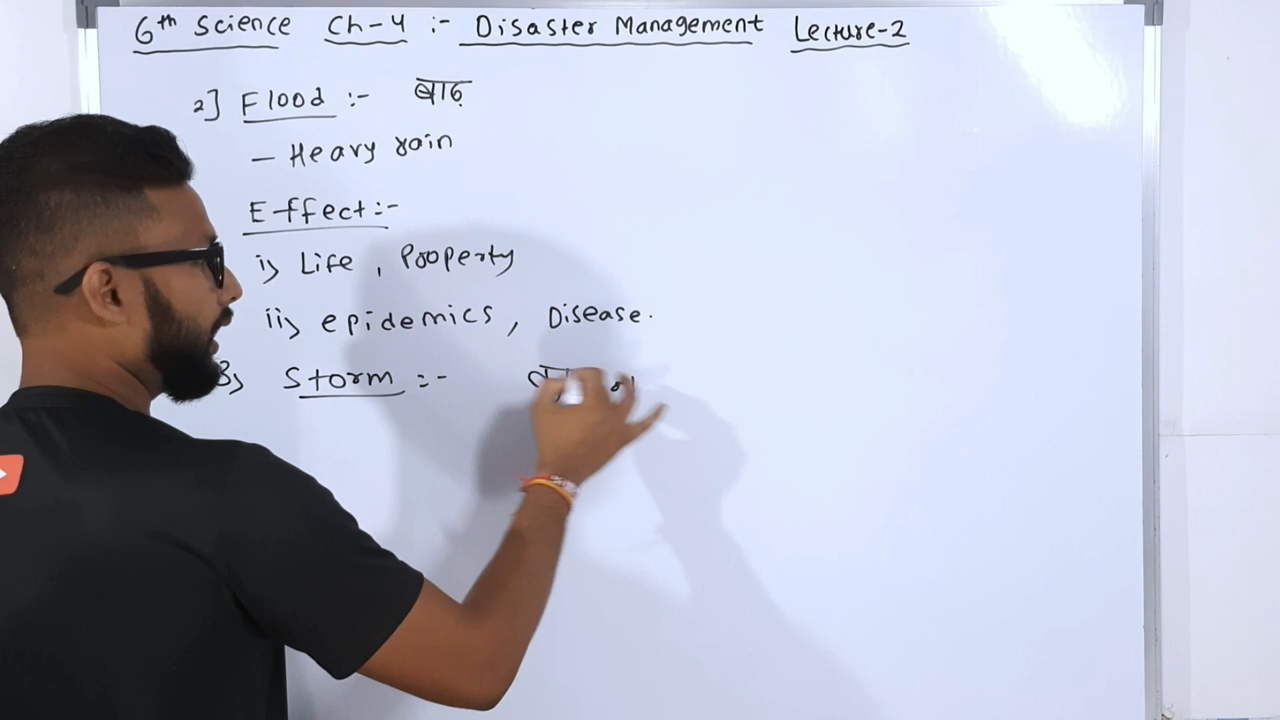 6th Science Ch-4 :- Disaster Management Lecture-2
2] Flood :- बाढ़
- Heavy rain
Effect :-
i> Life , Property
ii> epidemics , Disease.
3> Storm :-